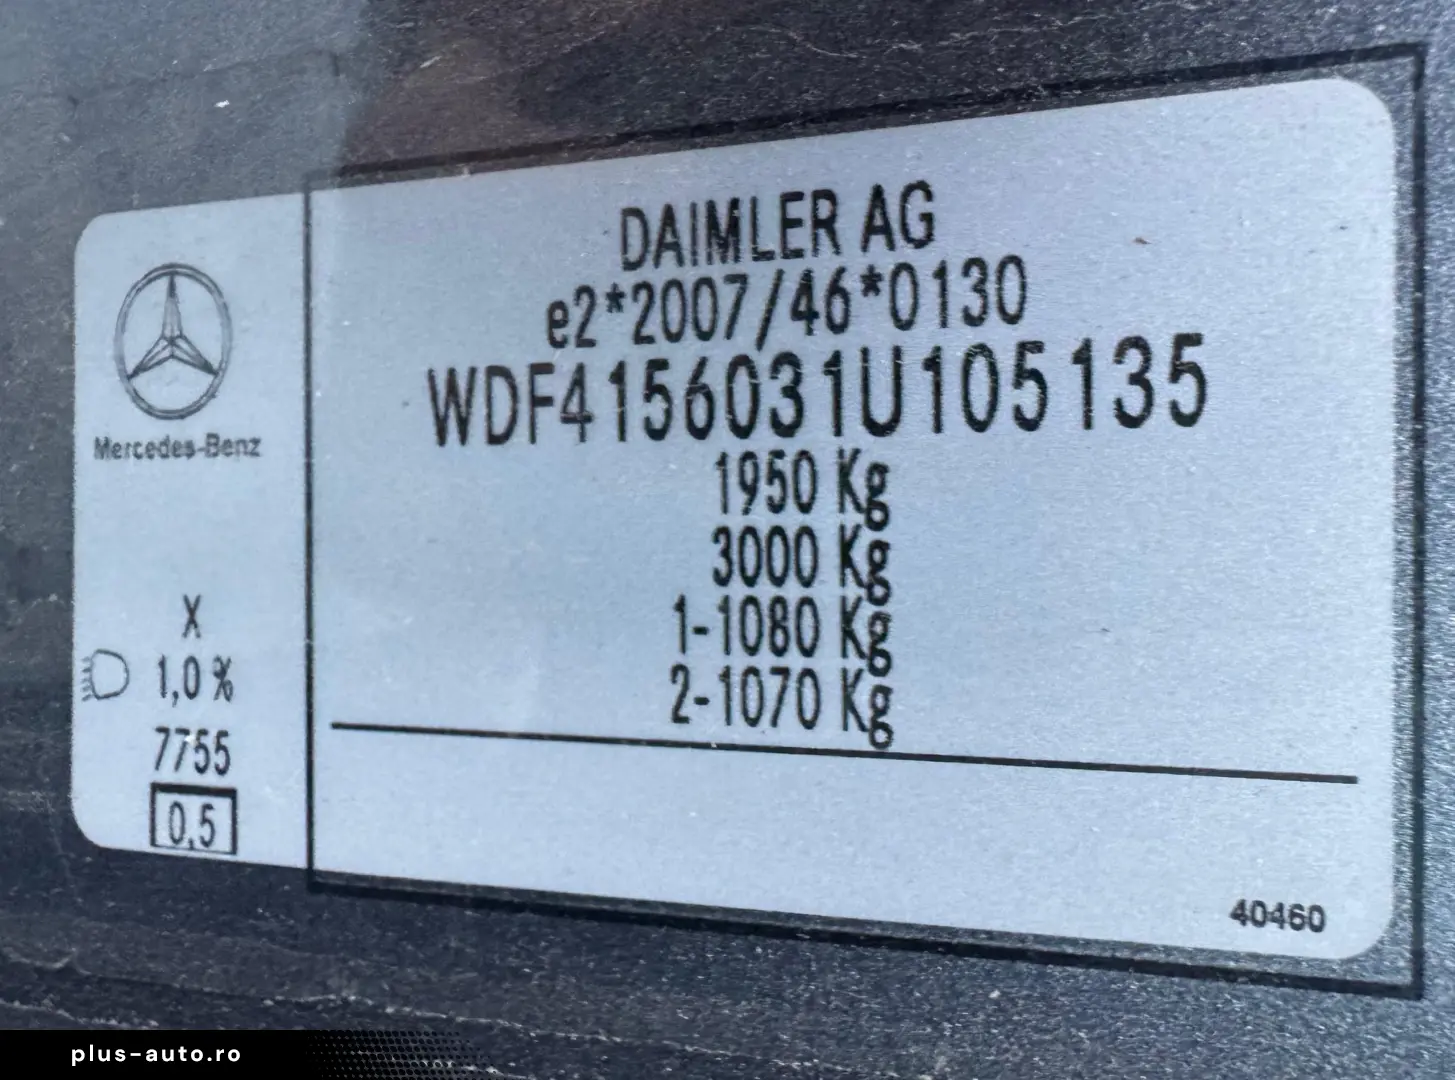 Mercedes-Benz
X
1,0 %
7755
0,5
DAIMLER AG
e2*2007/46*0130
WDF4156031U105135
1950 Kg
3000 Kg
1-1080 Kg
2-1070 Kg
40460
plus-auto.ro